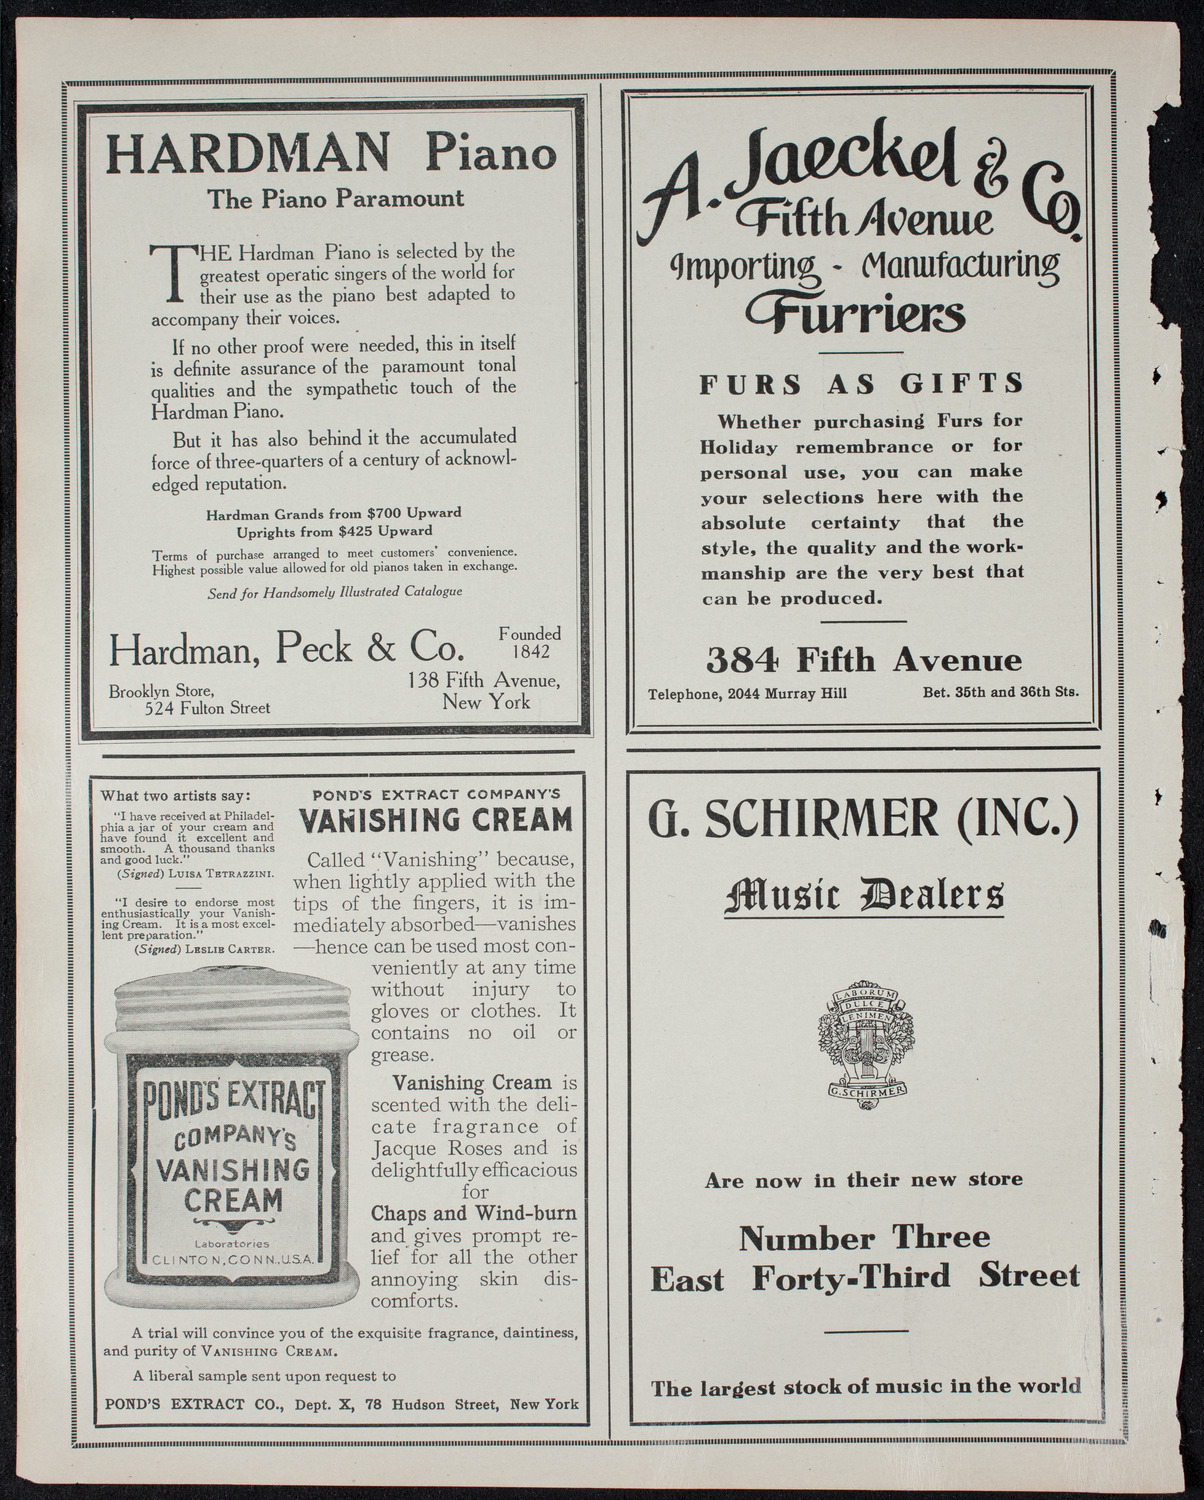 HARDMAN Piano
The Piano Paramount
THE Hardman Piano is selected by the
greatest operatic singers of the world for
their use as the piano best adapted to
accompany their voices.
If no other proof were needed, this in itself
is definite assurance of the paramount tonal
qualities and the sympathetic touch of the
Hardman Piano.
But it has also behind it the accumulated
force of three-quarters of a century of acknowl-
edged reputation.
Hardman Grands from $700 Upward
Uprights from $425 Upward
Terms of purchase arranged to meet customers' convenience.
Highest possible value allowed for old pianos taken in exchange.
Send for Handsomely Illustrated Catalogue
Hardman, Peck & Co.
Founded
1842
Brooklyn Store,
524 Fulton Street
138 Fifth Avenue,
New York
A. Jaeckel & Co.
Fifth Avenue
Importing - Manufacturing
Furriers
FURS AS GIFTS
Whether purchasing Furs for
Holiday remembrance or for
personal use, you can make
your selections here with the
absolute certainty that the
style, the quality and the work-
manship are the very best that
can be produced.
384 Fifth Avenue
Telephone, 2044 Murray Hill Bet. 35th and 36th Sts.
What two artists say:
"I have received at Philadel-
phia a jar of your cream and
have found it excellent and
smooth. A thousand thanks
and good luck."
(Signed) LUISA TETRAZZINI.
"I desire to endorse most
enthusiastically your Vanish-
ing Cream. It is a most excel-
lent preparation."
(Signed) LESLIE CARTER.
POND'S EXTRACT COMPANY'S
VANISHING CREAM
Called "Vanishing" because,
when lightly applied with the
tips of the fingers, it is im-
mediately absorbed—vanishes
—hence can be used most con-
veniently at any time
without injury to
gloves or clothes. It
contains no oil or
grease.
Vanishing Cream is
scented with the deli-
cate fragrance of
Jacque Roses and is
delightfully efficacious
for
Chaps and Wind-burn
and gives prompt re-
lief for all the other
annoying skin dis-
comforts.
POND'S EXTRACT
COMPANY'S
VANISHING
CREAM
Laboratories
CLINTON, CONN., U.S.A.
A trial will convince you of the exquisite fragrance, daintiness,
and purity of VANISHING CREAM.
A liberal sample sent upon request to
POND'S EXTRACT CO., Dept. X, 78 Hudson Street, New York
G. SCHIRMER (INC.)
Music Dealers
LABORUM
DULCE
LENIMEN
G. SCHIRMER
Are now in their new store
Number Three
East Forty-Third Street
The largest stock of music in the world